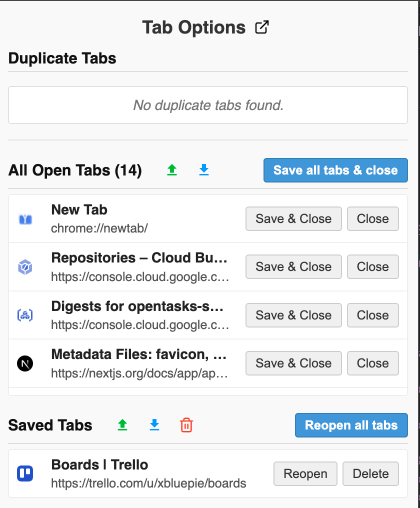 Tab Options
Duplicate Tabs
No duplicate tabs found.
All Open Tabs (14)
Save all tabs & close
New Tab
chrome://newtab/
Save & Close
Close
Repositories – Cloud Bu…
https://console.cloud.google.c…
Save & Close
Close
Digests for opentasks-s…
https://console.cloud.google.c…
Save & Close
Close
Metadata Files: favicon, …
https://nextjs.org/docs/app/ap…
Save & Close
Close
Saved Tabs
Reopen all tabs
Boards | Trello
https://trello.com/u/xbluepie/boards
Reopen
Delete